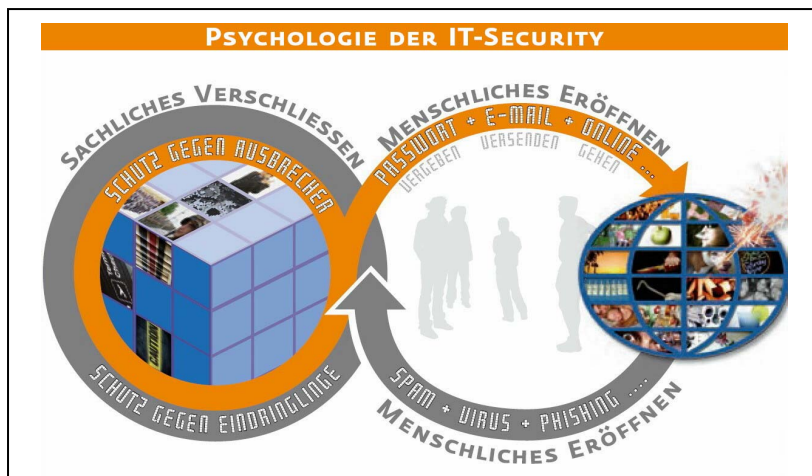 PSYCHOLOGIE DER IT-SECURITY
SACHLICHES VERSCHLIESSEN
SCHUTZ GEGEN AUSBRECHER
SCHUTZ GEGEN EINDRINGLINGE
MENSCHLICHES ERÖFFNEN
PASSWORT + E-MAIL + ONLINE ...
VERGEBEN VERSENDEN GEHEN
SPAM + VIRUS + PHISHING .....
MENSCHLICHES ERÖFFNEN